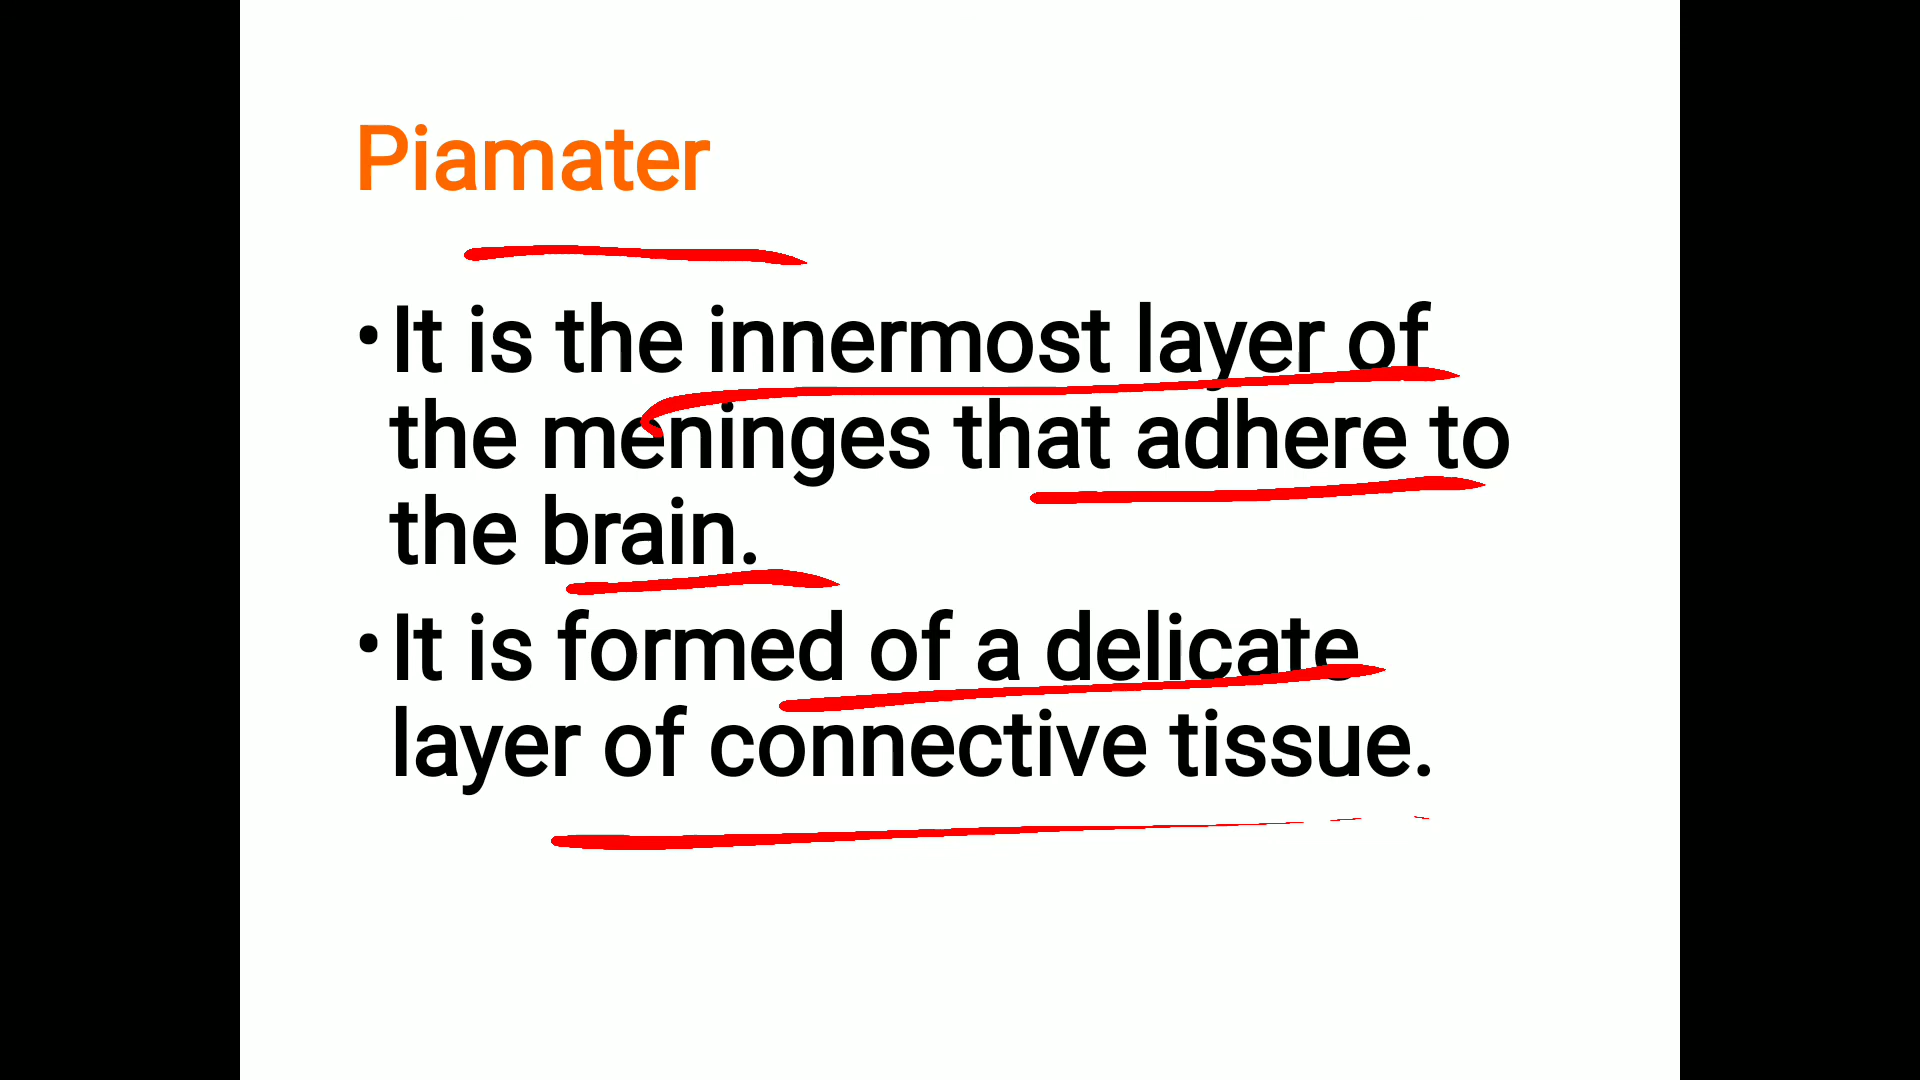 Piamater
•It is the innermost layer of
the meninges that adhere to
the brain.
•It is formed of a delicate
layer of connective tissue.